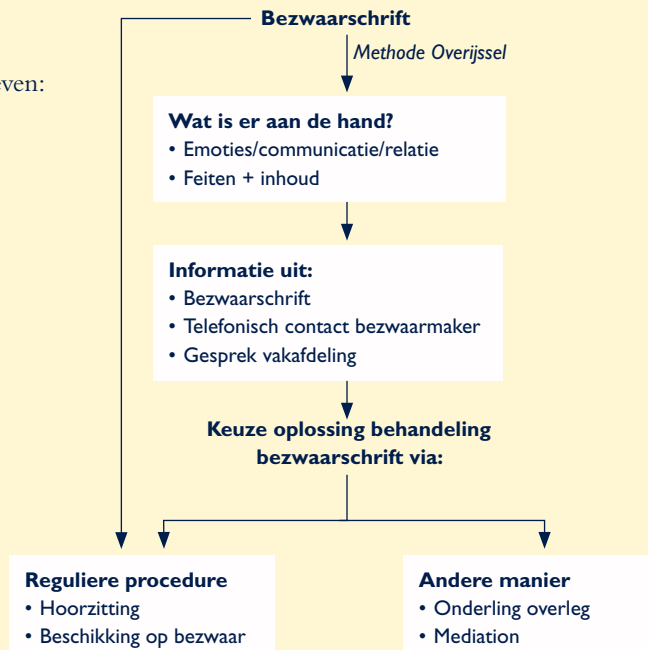 Bezwaarschrift
Methode Overijssel
Wat is er aan de hand?
• Emoties/communicatie/relatie
• Feiten + inhoud
Informatie uit:
• Bezwaarschrift
• Telefonisch contact bezwaarmaker
• Gesprek vakafdeling
Keuze oplossing behandeling
bezwaarschrift via:
Reguliere procedure
• Hoorzitting
• Beschikking op bezwaar
Andere manier
• Onderling overleg
• Mediation